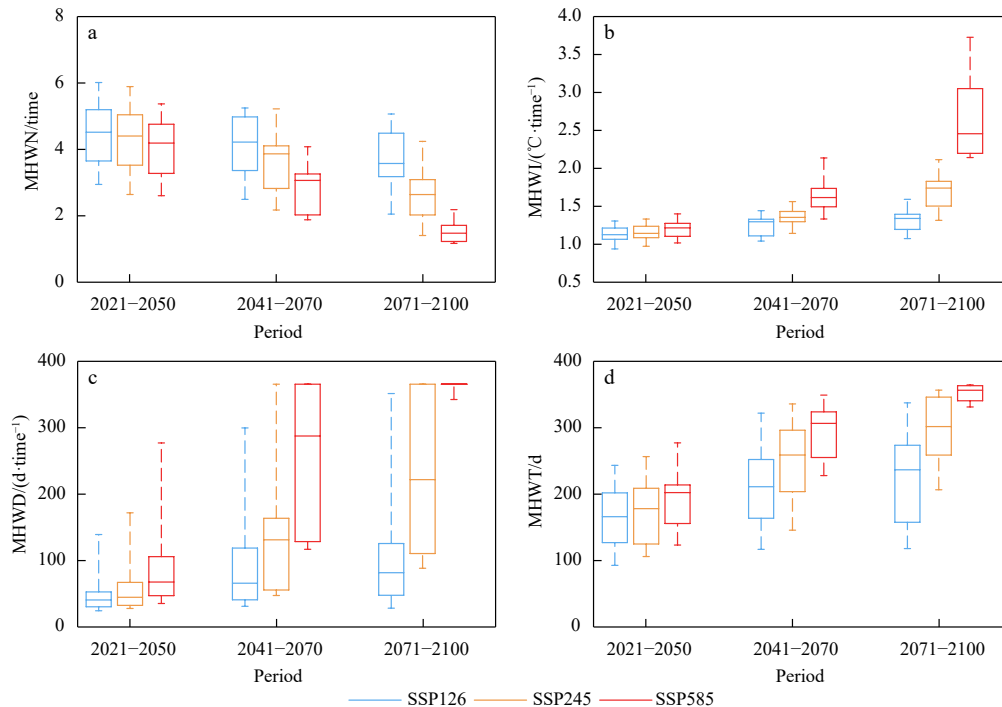 a
MHWN/time
8
6
4
2
0
2021−2050 2041−2070 2071−2100
Period
b
MHWI/(℃·time⁻¹)
4.0
3.5
3.0
2.5
2.0
1.5
1.0
0.5
2021−2050 2041−2070 2071−2100
Period
c
MHWD/(d·time⁻¹)
400
300
200
100
0
2021−2050 2041−2070 2071−2100
Period
d
MHWT/d
400
300
200
100
0
2021−2050 2041−2070 2071−2100
Period
SSP126 SSP245 SSP585